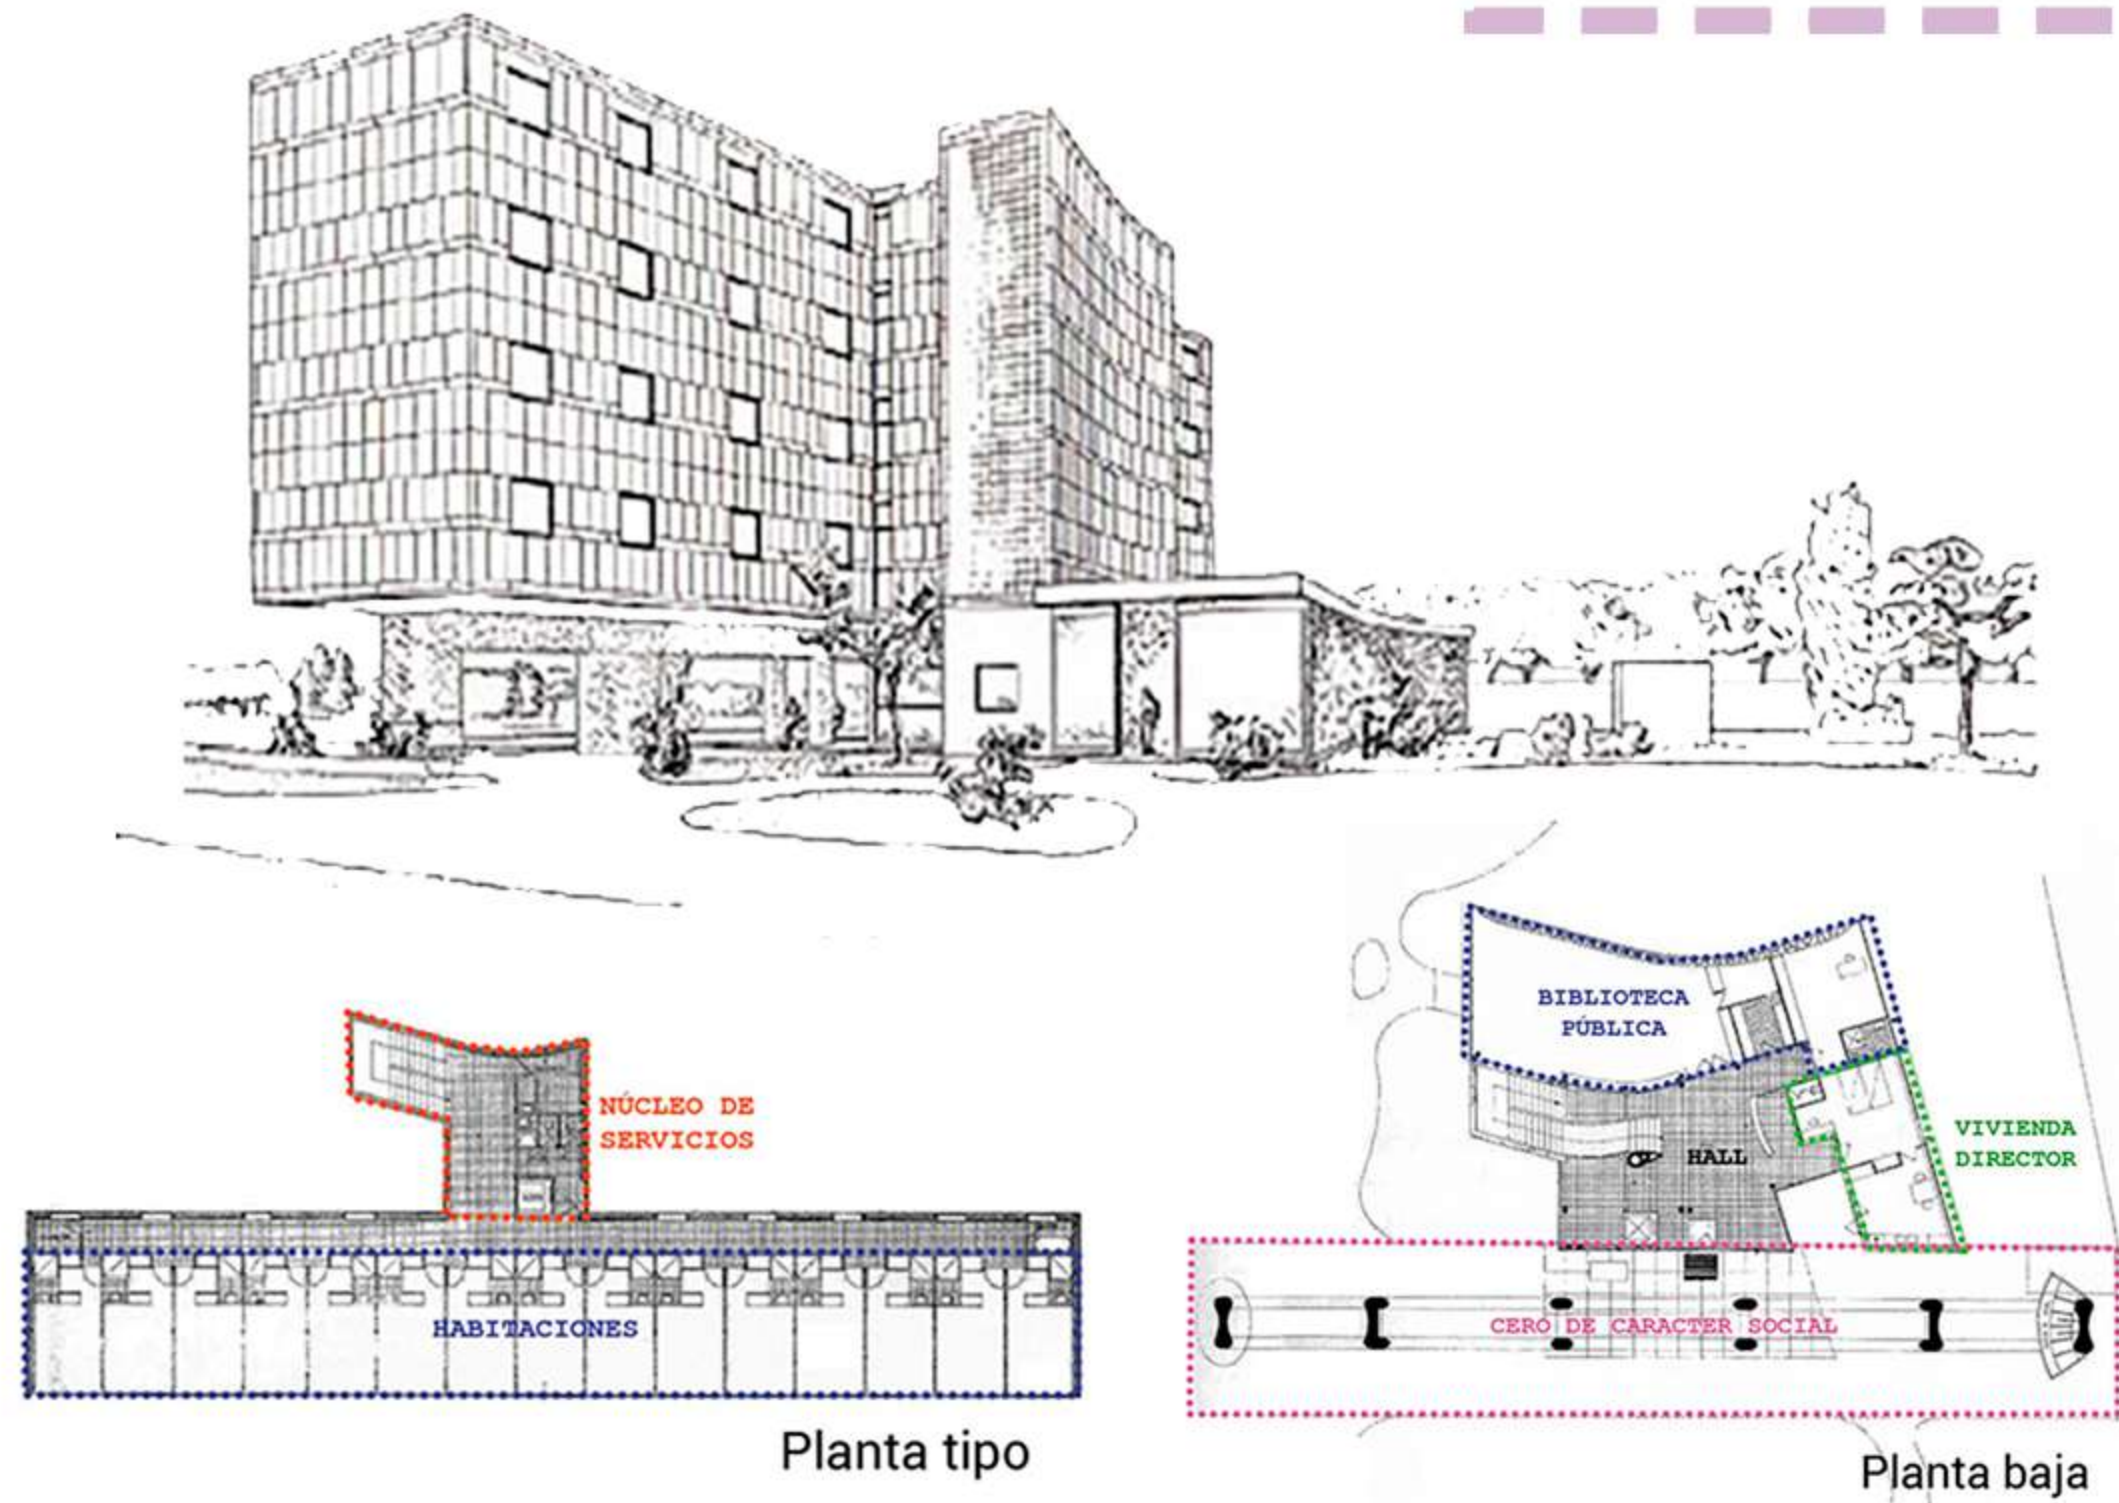 NÚCLEO DE
SERVICIOS
HABITACIONES
Planta tipo
BIBLIOTECA
PÚBLICA
HALL
VIVIENDA
DIRECTOR
CERO DE CARACTER SOCIAL
Planta baja